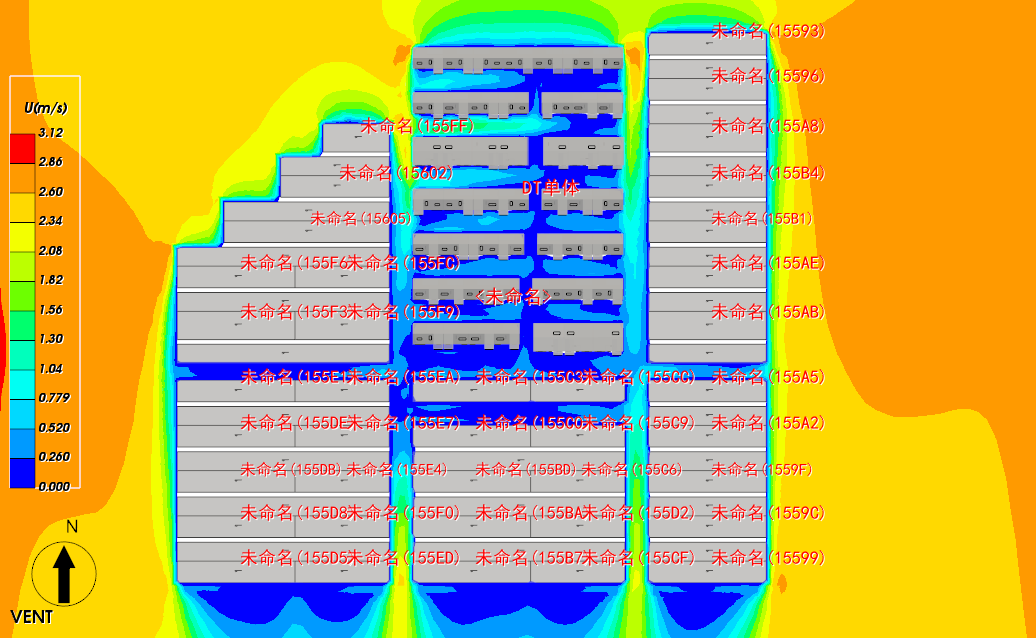 未命名(15593)
U(m/s)
未命名(15596)
3.12
未命名(155FF)
未命名(155A8)
2.86
未命名(15602)
未命名(155B4)
2.60
DT单体
2.34
未命名(15605)
未命名(155B1)
2.08
未命名(155F6未命名(155FC)
未命名(155AE)
1.82
<未命名>
1.56
未命名(155F3未命名(155F9)
未命名(155AB)
1.30
1.04
未命名(155E1未命名(155EA)
未命名(155C3未命名(155CC)
未命名(155A5)
0.779
0.520
未命名(155DE未命名(155E7)
未命名(155C0未命名(155C9)
未命名(155A2)
0.260
未命名(155DB)未命名(155E4)
未命名(155BD)未命名(155C6)
未命名(1559F)
0.000
未命名(155D8未命名(155F0)
未命名(155BA未命名(155D2)
未命名(1559C)
N
未命名(155D5未命名(155ED)
未命名(155B7未命名(155CF)
未命名(15599)
VENT